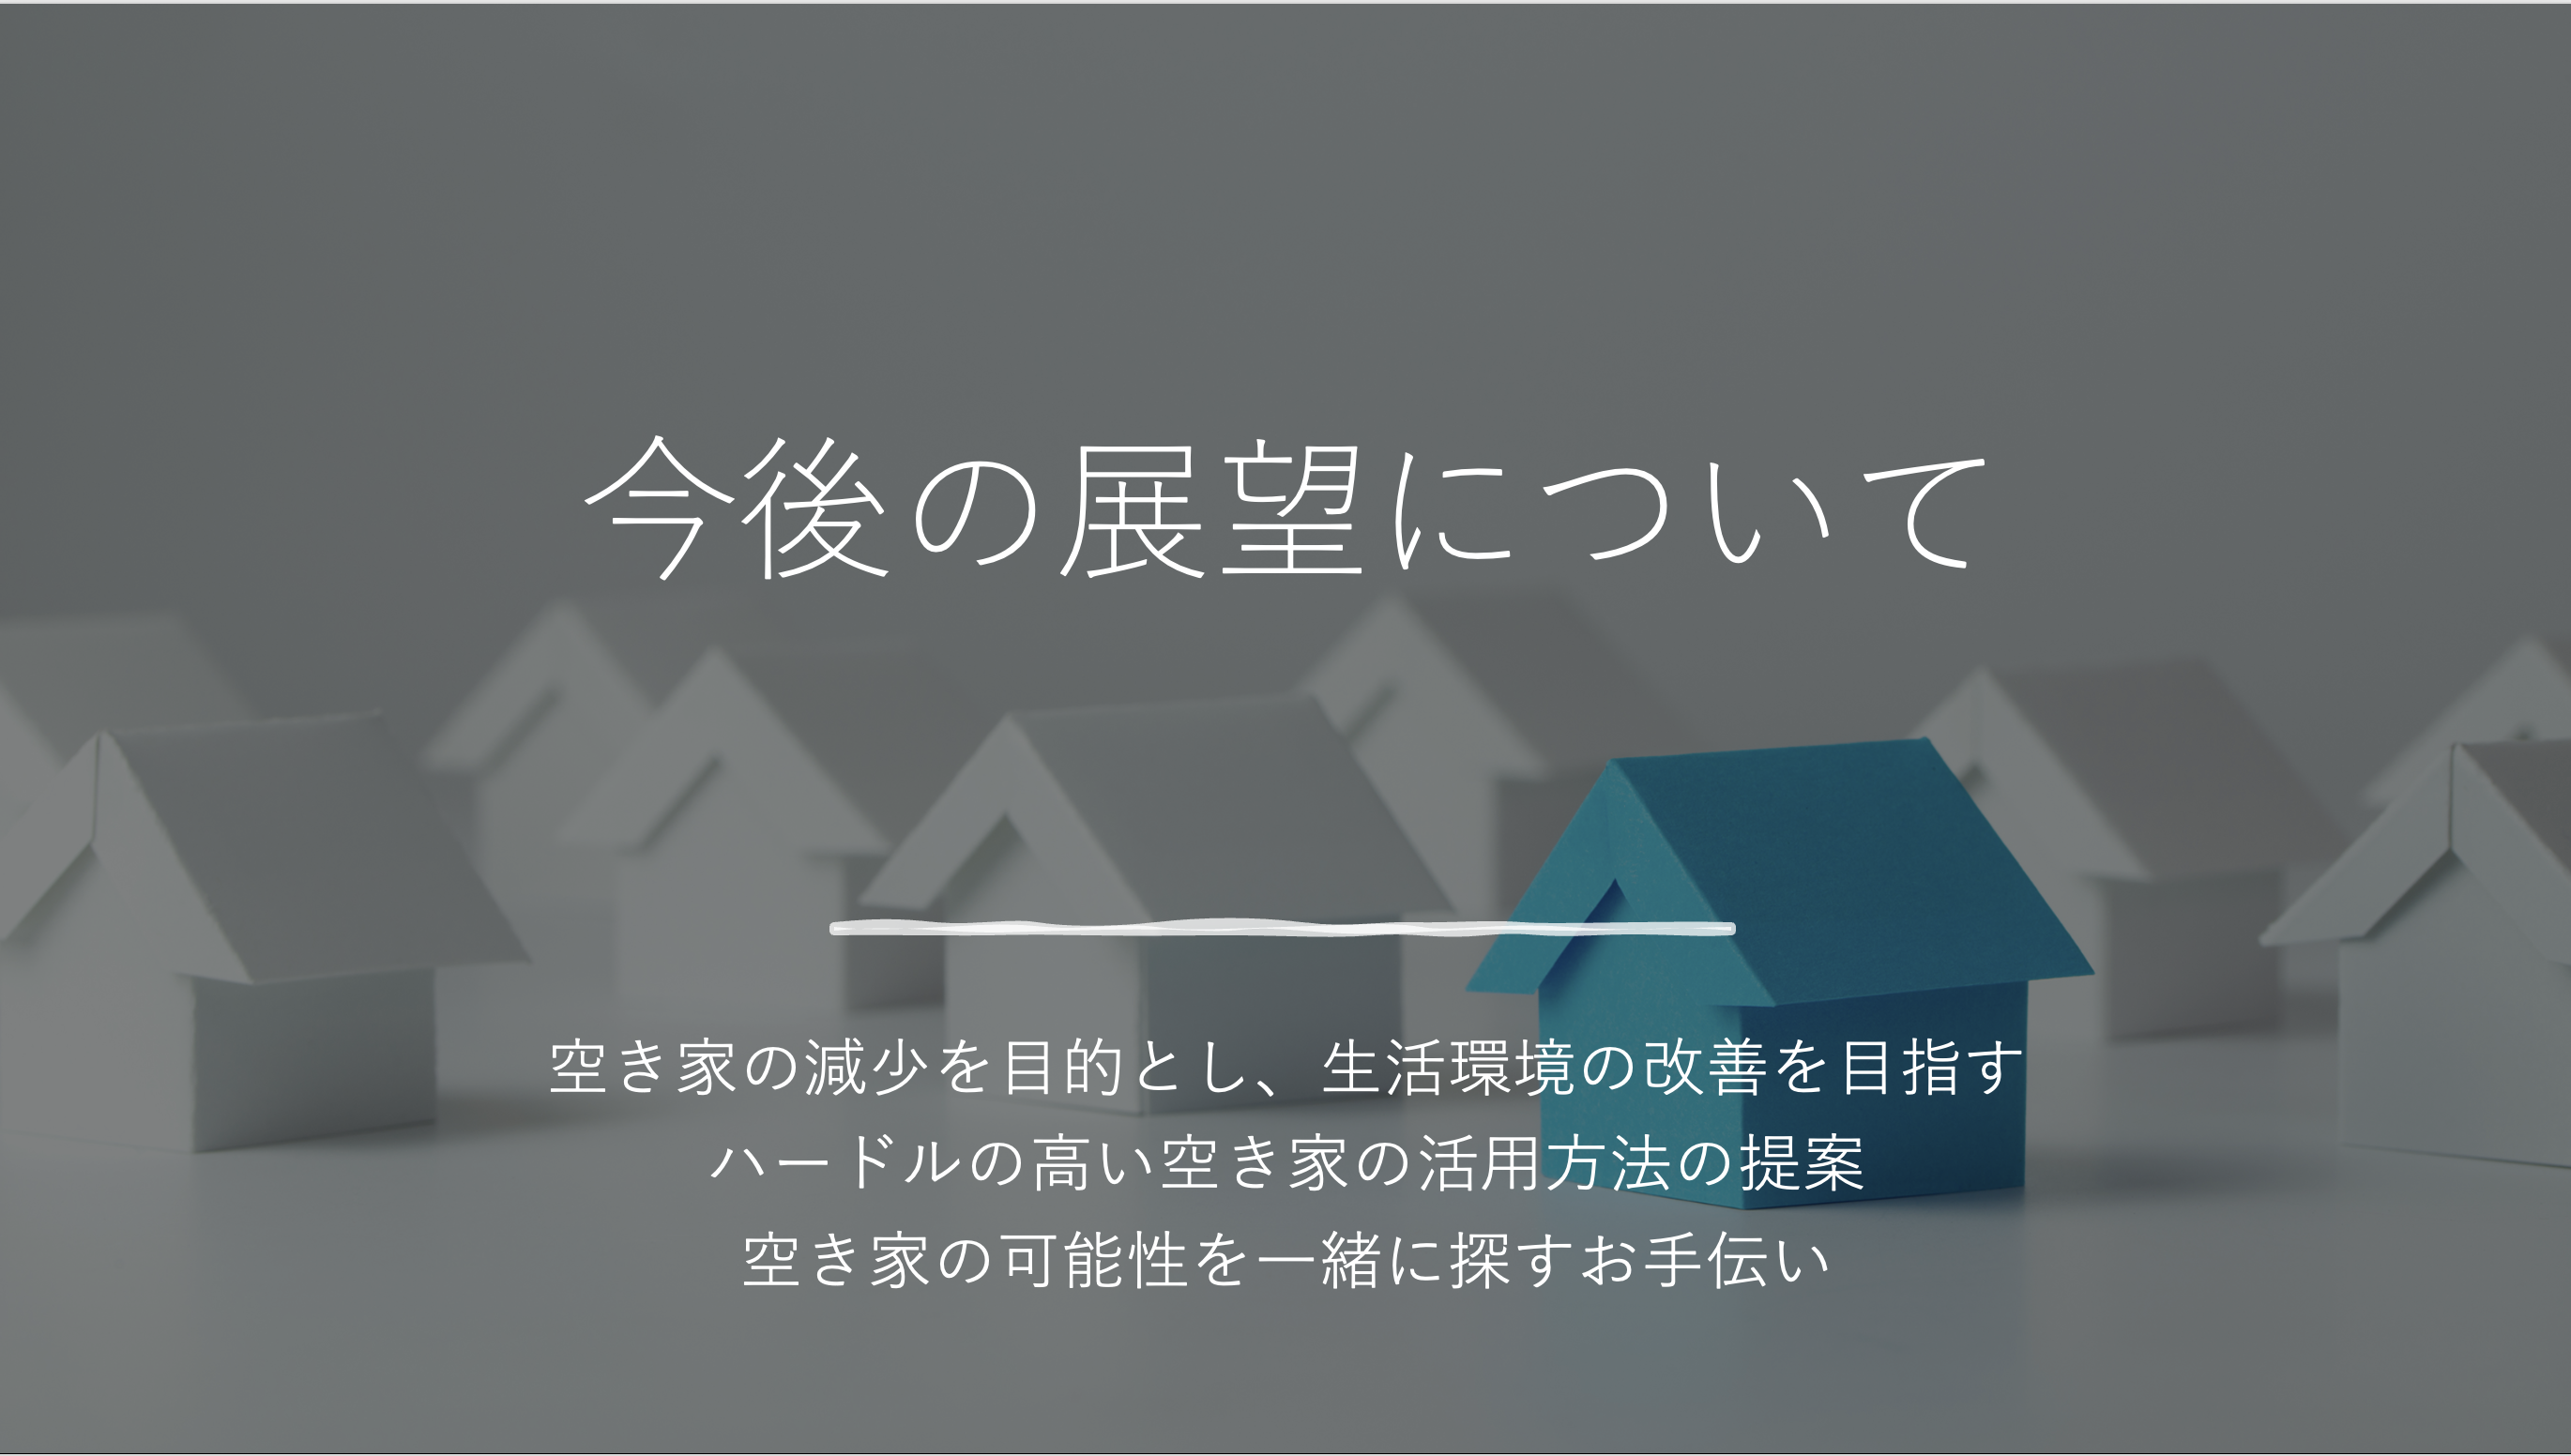 今後の展望について
空き家の減少を目的とし、生活環境の改善を目指す
ハードルの高い空き家の活用方法の提案
空き家の可能性を一緒に探すお手伝い